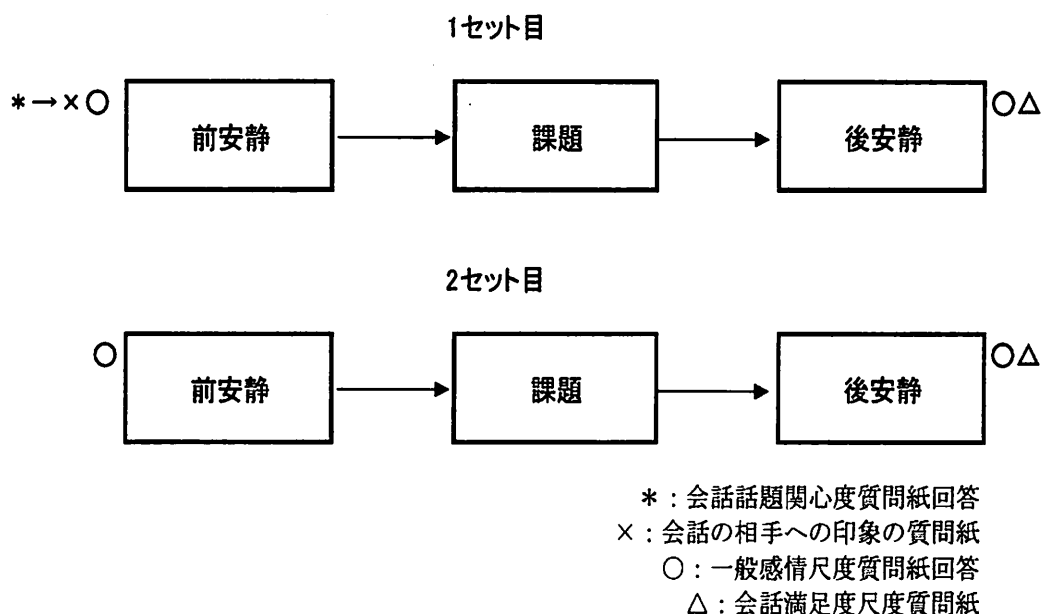 1セット目
*→×○ 前安静 課題 後安静 ○△
2セット目
○ 前安静 課題 後安静 ○△
*：会話話題関心度質問紙回答
×：会話の相手への印象の質問紙
○：一般感情尺度質問紙回答
△：会話満足度尺度質問紙